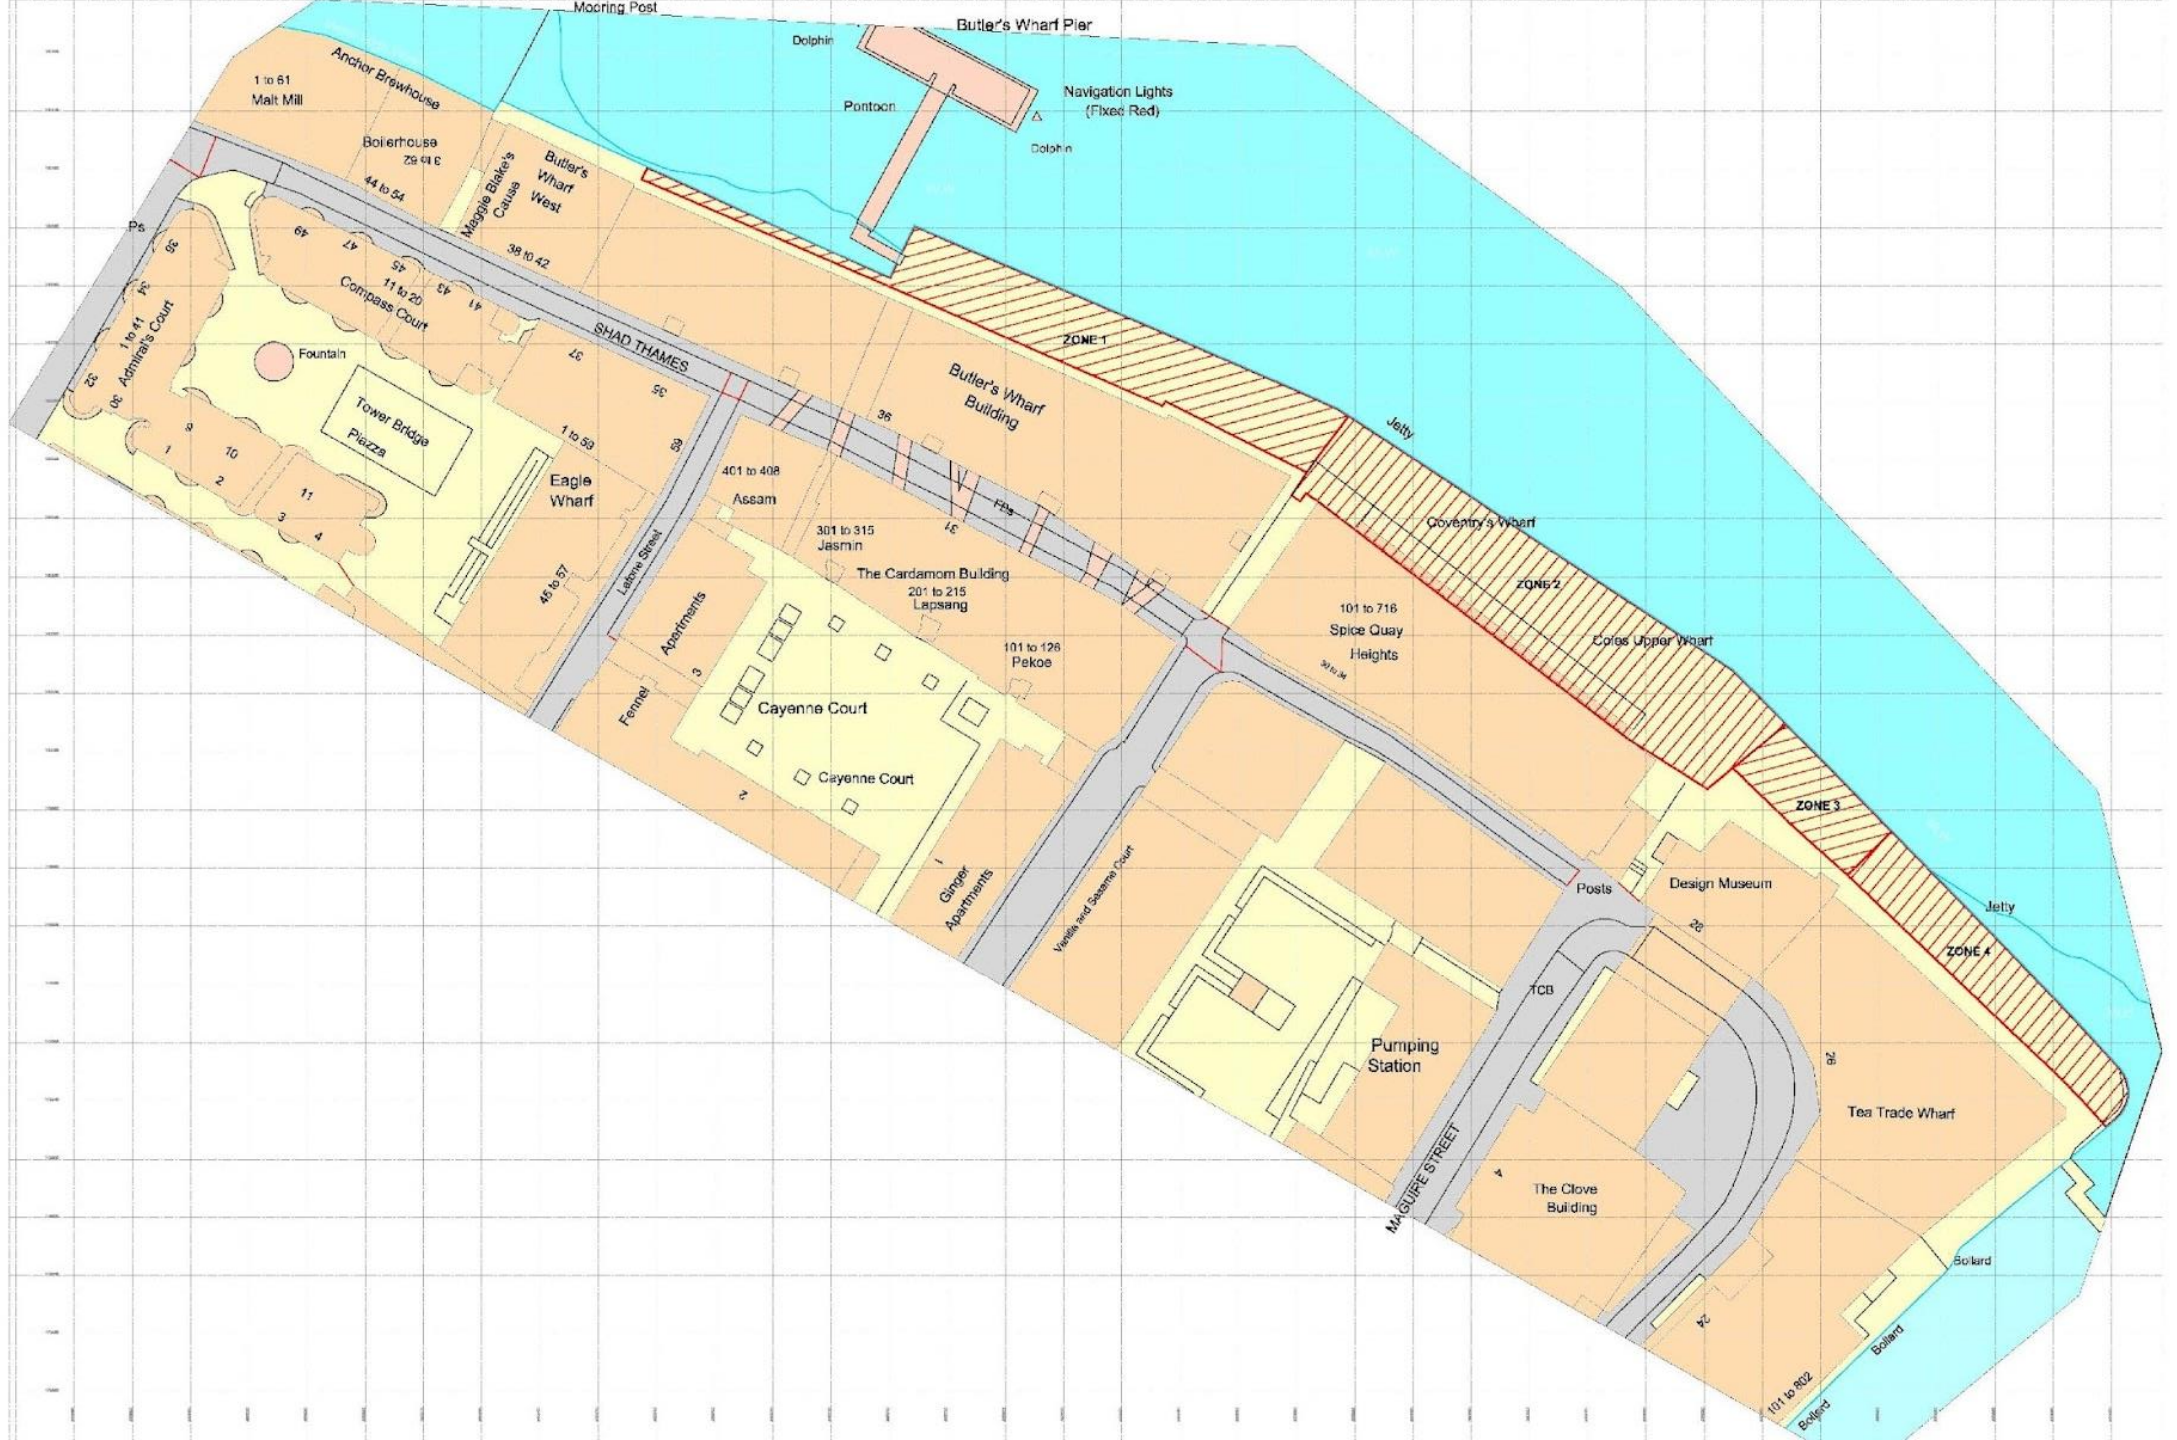 Mooring Post
Butler's Wharf Pier
Dolphin
Anchor Brewhouse
1 to 61
Malt Mill
Pontoon
Navigation Lights
(Fixed Red)
Dolphin
Boilerhouse
3 to 62
44 to 54
Maggie Blake's
Cause
Butler's
Wharf
West
38 to 42
Ps
36
34
32
30
1 to 41
Admiral's Court
49
47
45
43
41
11 to 20
Compass Court
Fountain
Tower Bridge
Piazza
9
1
10
2
11
3
4
SHAD THAMES
37
35
1 to 59
Eagle
Wharf
45 to 57
Lafone Street
ZONE 1
Butler's Wharf
Building
36
401 to 408
Assam
301 to 315
Jasmin
31
FBs
The Cardamom Building
201 to 215
Lapsang
101 to 126
Pekoe
Apartments
3
Fennel
Cayenne Court
Cayenne Court
2
1
Ginger
Apartments
Vanilla and Sesame Court
Jetty
Coventry's Wharf
ZONE 2
Coles Upper Wharf
101 to 716
Spice Quay
Heights
30 to 34
ZONE 3
Posts
Design Museum
28
Jetty
ZONE 4
TCB
Pumping
Station
26
Tea Trade Wharf
MAGUIRE STREET
4
The Clove
Building
24
Bollard
Bollard
101 to 802
Bollard